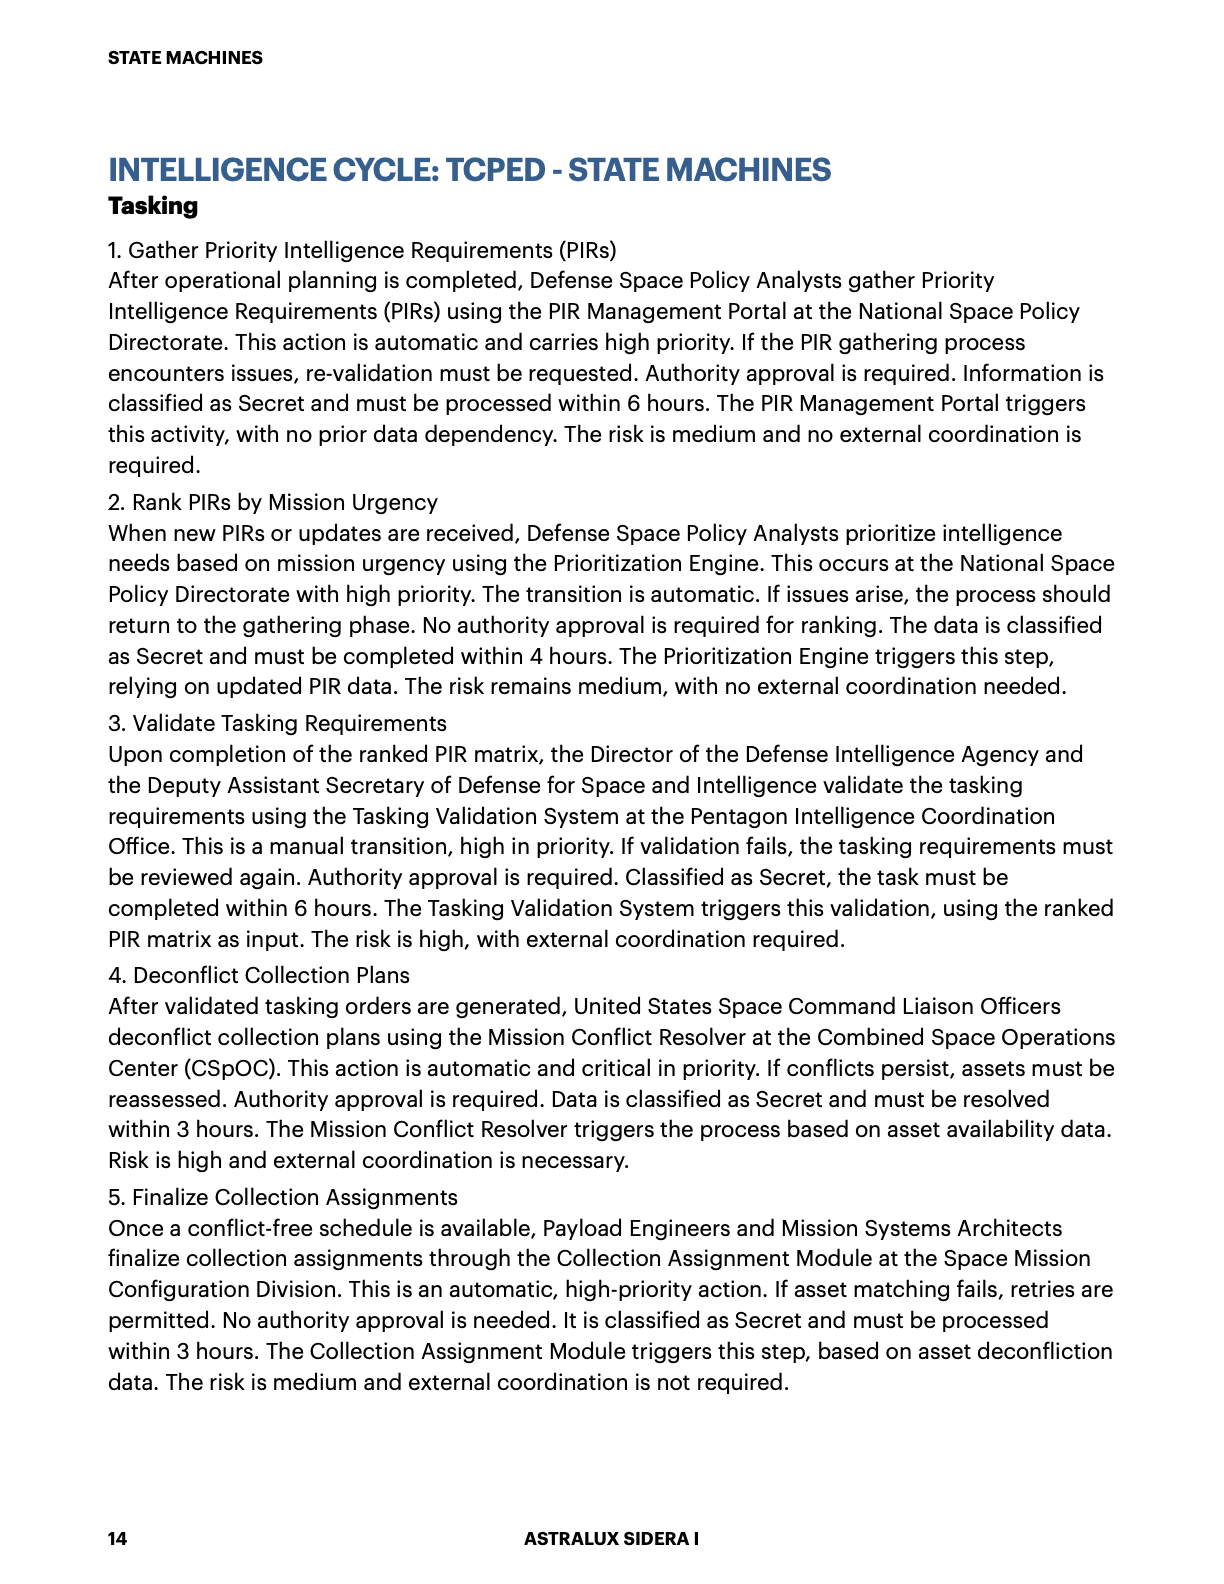 STATE MACHINES
INTELLIGENCE CYCLE: TCPED - STATE MACHINES
Tasking
1. Gather Priority Intelligence Requirements (PIRs)
After operational planning is completed, Defense Space Policy Analysts gather Priority
Intelligence Requirements (PIRs) using the PIR Management Portal at the National Space Policy
Directorate. This action is automatic and carries high priority. If the PIR gathering process
encounters issues, re-validation must be requested. Authority approval is required. Information is
classified as Secret and must be processed within 6 hours. The PIR Management Portal triggers
this activity, with no prior data dependency. The risk is medium and no external coordination is
required.
2. Rank PIRs by Mission Urgency
When new PIRs or updates are received, Defense Space Policy Analysts prioritize intelligence
needs based on mission urgency using the Prioritization Engine. This occurs at the National Space
Policy Directorate with high priority. The transition is automatic. If issues arise, the process should
return to the gathering phase. No authority approval is required for ranking. The data is classified
as Secret and must be completed within 4 hours. The Prioritization Engine triggers this step,
relying on updated PIR data. The risk remains medium, with no external coordination needed.
3. Validate Tasking Requirements
Upon completion of the ranked PIR matrix, the Director of the Defense Intelligence Agency and
the Deputy Assistant Secretary of Defense for Space and Intelligence validate the tasking
requirements using the Tasking Validation System at the Pentagon Intelligence Coordination
Office. This is a manual transition, high in priority. If validation fails, the tasking requirements must
be reviewed again. Authority approval is required. Classified as Secret, the task must be
completed within 6 hours. The Tasking Validation System triggers this validation, using the ranked
PIR matrix as input. The risk is high, with external coordination required.
4. Deconflict Collection Plans
After validated tasking orders are generated, United States Space Command Liaison Officers
deconflict collection plans using the Mission Conflict Resolver at the Combined Space Operations
Center (CSpOC). This action is automatic and critical in priority. If conflicts persist, assets must be
reassessed. Authority approval is required. Data is classified as Secret and must be resolved
within 3 hours. The Mission Conflict Resolver triggers the process based on asset availability data.
Risk is high and external coordination is necessary.
5. Finalize Collection Assignments
Once a conflict-free schedule is available, Payload Engineers and Mission Systems Architects
finalize collection assignments through the Collection Assignment Module at the Space Mission
Configuration Division. This is an automatic, high-priority action. If asset matching fails, retries are
permitted. No authority approval is needed. It is classified as Secret and must be processed
within 3 hours. The Collection Assignment Module triggers this step, based on asset deconfliction
data. The risk is medium and external coordination is not required.
14
ASTRALUX SIDERA I